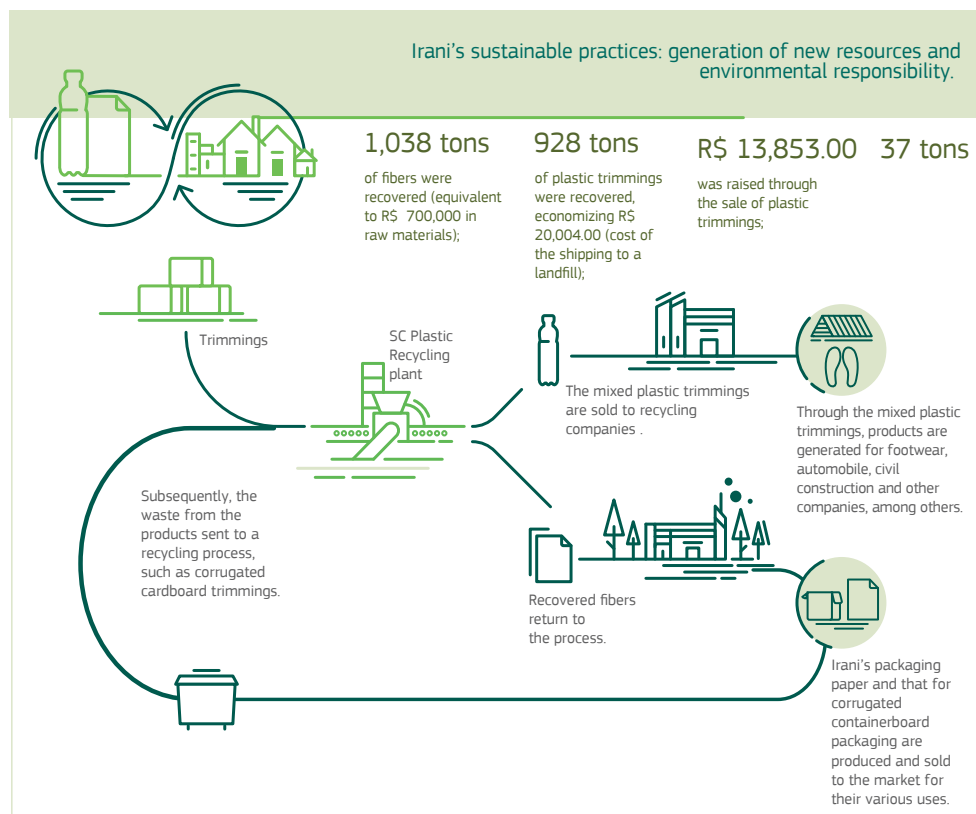 Irani's sustainable practices: generation of new resources and
environmental responsibility.
1,038 tons
of fibers were
recovered (equivalent
to R$ 700,000 in
raw materials);
928 tons
of plastic trimmings
were recovered,
economizing R$
20,004.00 (cost of
the shipping to a
landfill);
R$ 13,853.00
was raised through
the sale of plastic
trimmings;
37 tons
Trimmings
SC Plastic
Recycling
plant
The mixed plastic trimmings
are sold to recycling
companies .
Through the mixed plastic
trimmings, products are
generated for footwear,
automobile, civil
construction and other
companies, among others.
Subsequently, the
waste from the
products sent to a
recycling process,
such as corrugated
cardboard trimmings.
Recovered fibers
return to
the process.
Irani's packaging
paper and that for
corrugated
containerboard
packaging are
produced and sold
to the market for
their various uses.